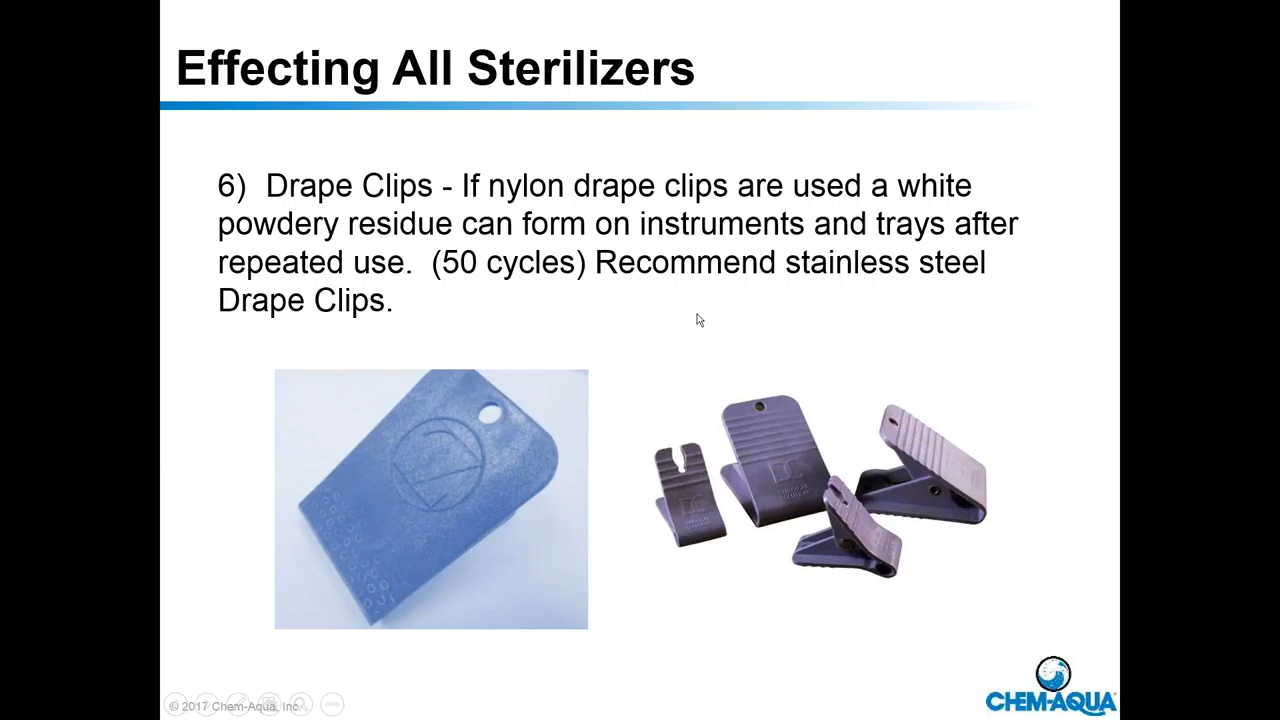 Effecting All Sterilizers
6) Drape Clips - If nylon drape clips are used a white
powdery residue can form on instruments and trays after
repeated use. (50 cycles) Recommend stainless steel
Drape Clips.
DC
© 2017 Chem-Aqua, Inc.
CHEM-AQUA